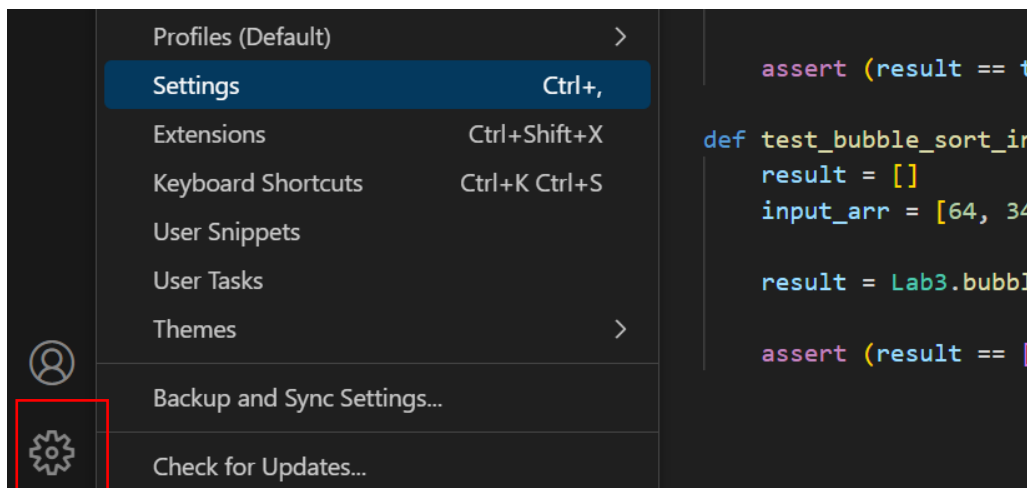 Profiles (Default)
Settings Ctrl+,
Extensions Ctrl+Shift+X
Keyboard Shortcuts Ctrl+K Ctrl+S
User Snippets
User Tasks
Themes
Backup and Sync Settings...
Check for Updates...
assert (result ==
def test_bubble_sort_
result = []
input_arr = [64, 34
result = Lab3.bubbl
assert (result == [